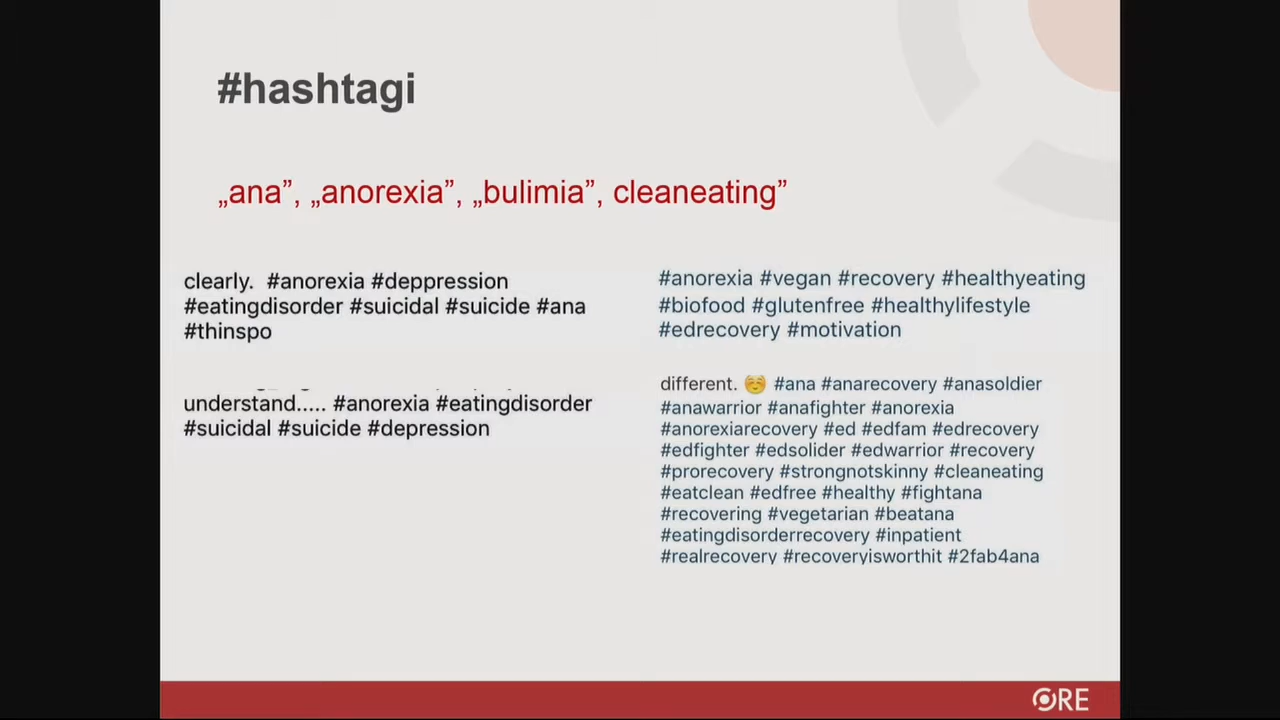 #hashtagi
„ana”, „anorexia”, „bulimia”, cleaneating”
clearly. #anorexia #deppression
#eatingdisorder #suicidal #suicide #ana
#thinspo
understand..... #anorexia #eatingdisorder
#suicidal #suicide #depression
#anorexia #vegan #recovery #healthyeating
#biofood #glutenfree #healthylifestyle
#edrecovery #motivation
different. ☺️ #ana #anarecovery #anasoldier
#anawarrior #anafighter #anorexia
#anorexiarecovery #ed #edfam #edrecovery
#edfighter #edsolider #edwarrior #recovery
#prorecovery #strongnotskinny #cleaneating
#eatclean #edfree #healthy #fightana
#recovering #vegetarian #beatana
#eatingdisorderrecovery #inpatient
#realrecovery #recoveryisworthit #2fab4ana
ORE